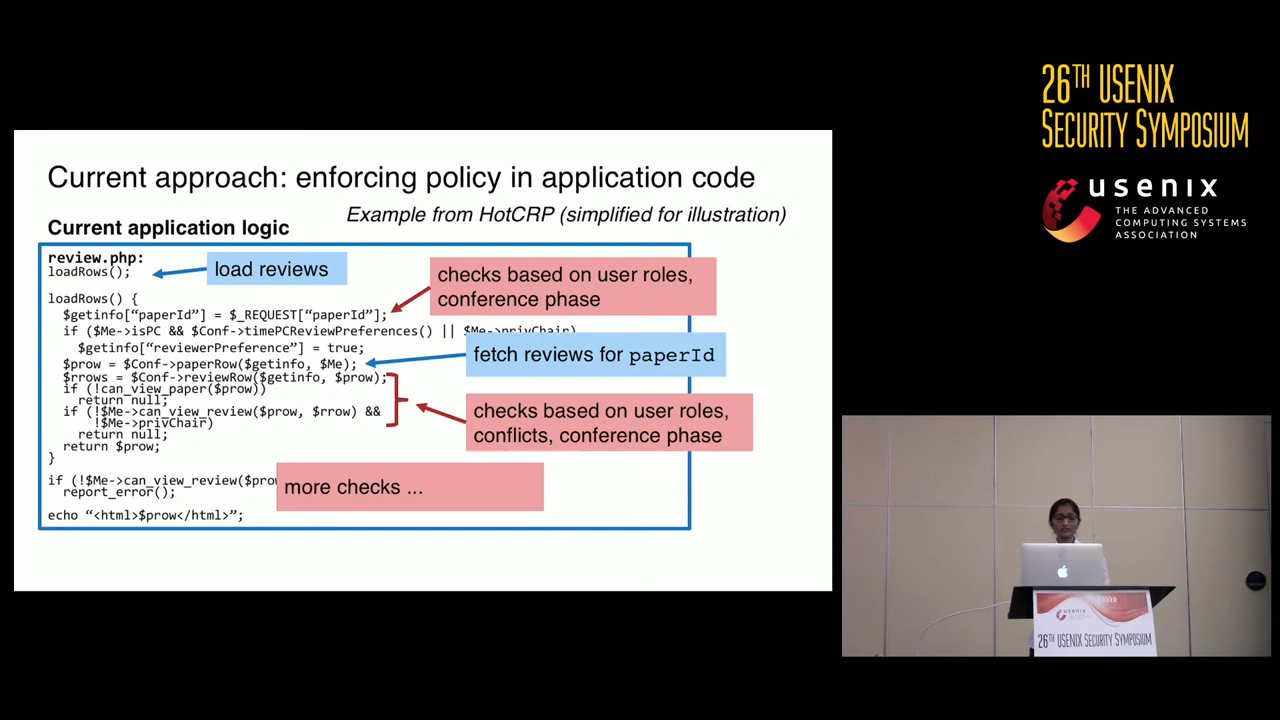 26TH USENIX
SECURITY SYMPOSIUM
usenix
THE ADVANCED
COMPUTING SYSTEMS
ASSOCIATION
Current approach: enforcing policy in application code
Example from HotCRP (simplified for illustration)
Current application logic
review.php:
loadRows();
load reviews
checks based on user roles,
conference phase
loadRows() {
$getinfo[“paperId”] = $_REQUEST[“paperId”];
if ($Me->isPC && $Conf->timePCReviewPreferences() || $Me->privChair)
$getinfo[“reviewerPreference”] = true;
fetch reviews for paperId
$prow = $Conf->paperRow($getinfo, $Me);
$rrows = $Conf->reviewRow($getinfo, $prow);
if (!can_view_paper($prow))
return null;
if (!$Me->can_view_review($prow, $rrow) &&
!$Me->privChair)
return null;
return $prow;
}
checks based on user roles,
conflicts, conference phase
if (!$Me->can_view_review($prow
report_error();
more checks ...
echo “<html>$prow</html>”;
usenix
26TH USENIX SECURITY SYMPOSIUM